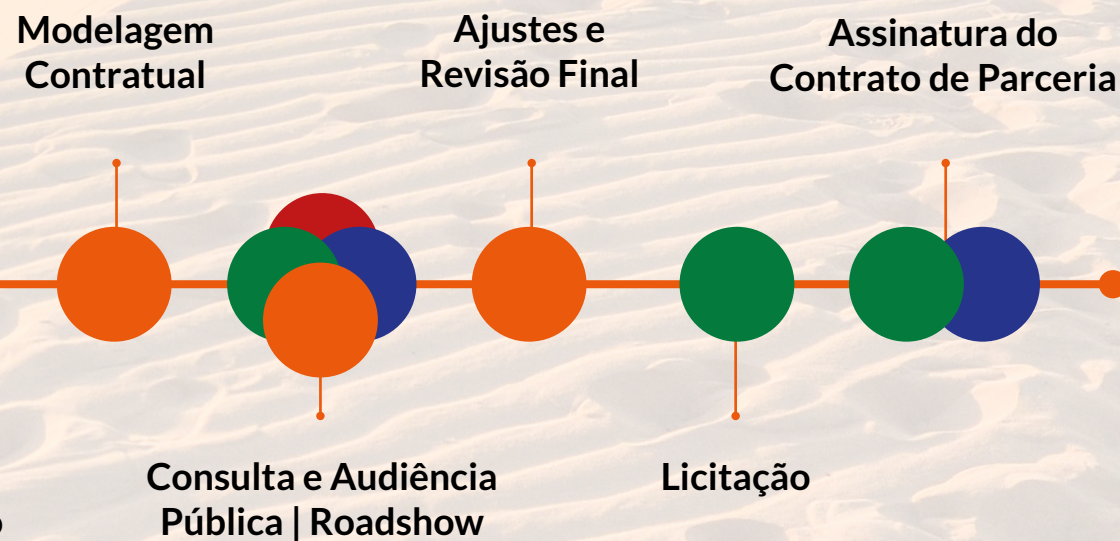 Modelagem
Contratual
Ajustes e
Revisão Final
Assinatura do
Contrato de Parceria
Consulta e Audiência
Pública | Roadshow
Licitação